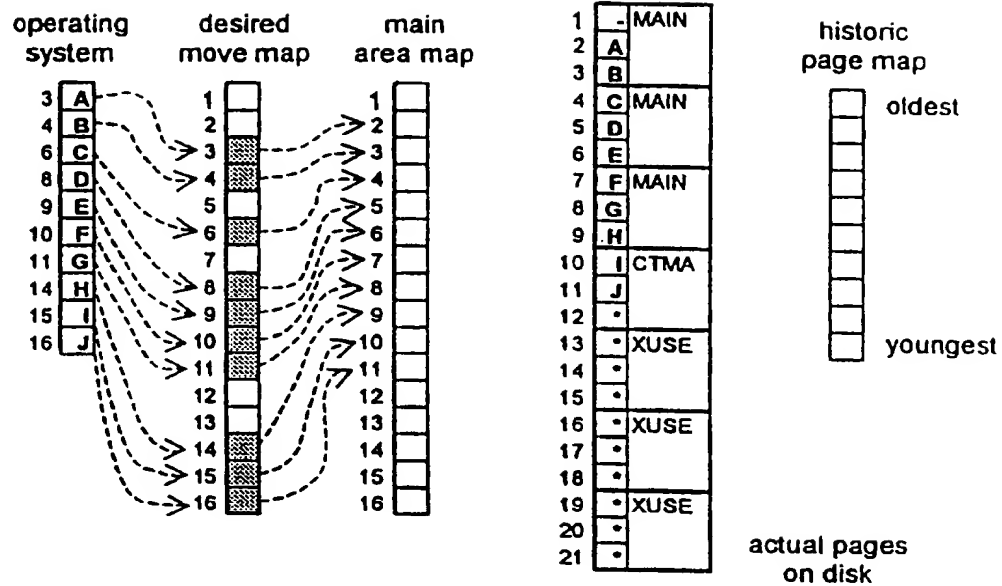 operating system
desired move map
main area map
3 A
4 B
6 C
8 D
9 E
10 F
11 G
14 H
15 I
16 J
1
2
3
4
5
6
7
8
9
10
11
12
13
14
15
16
1
2
3
4
5
6
7
8
9
10
11
12
13
14
15
16
1 - MAIN
2 A
3 B
4 C MAIN
5 D
6 E
7 F MAIN
8 G
9 H
10 I CTMA
11 J
12 *
13 * XUSE
14 *
15 *
16 * XUSE
17 *
18 *
19 * XUSE
20 *
21 *
actual pages on disk
historic page map
oldest
youngest